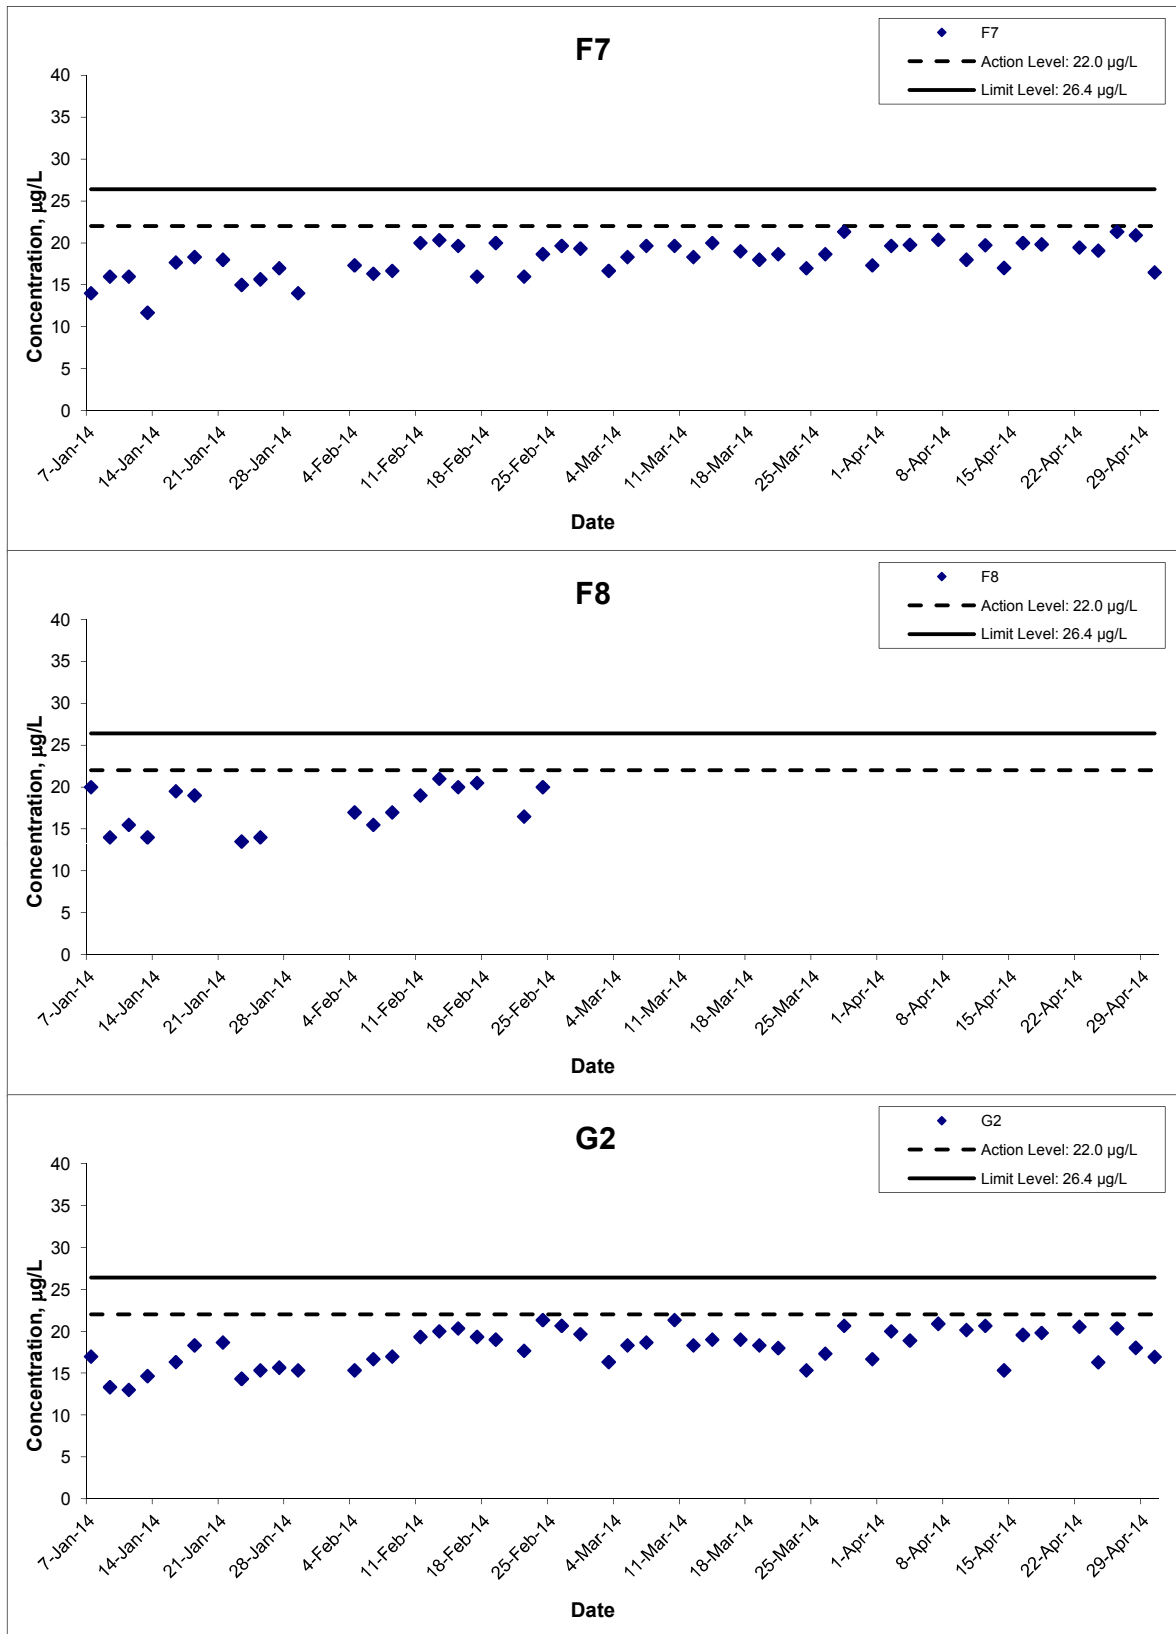 F7
F7
Action Level: 22.0 µg/L
Limit Level: 26.4 µg/L
Concentration, µg/L
40
35
30
25
20
15
10
5
0
7-Jan-14
14-Jan-14
21-Jan-14
28-Jan-14
4-Feb-14
11-Feb-14
18-Feb-14
25-Feb-14
4-Mar-14
11-Mar-14
18-Mar-14
25-Mar-14
1-Apr-14
8-Apr-14
15-Apr-14
22-Apr-14
29-Apr-14
Date
F8
F8
Action Level: 22.0 µg/L
Limit Level: 26.4 µg/L
Concentration, µg/L
40
35
30
25
20
15
10
5
0
7-Jan-14
14-Jan-14
21-Jan-14
28-Jan-14
4-Feb-14
11-Feb-14
18-Feb-14
25-Feb-14
4-Mar-14
11-Mar-14
18-Mar-14
25-Mar-14
1-Apr-14
8-Apr-14
15-Apr-14
22-Apr-14
29-Apr-14
Date
G2
G2
Action Level: 22.0 µg/L
Limit Level: 26.4 µg/L
Concentration, µg/L
40
35
30
25
20
15
10
5
0
7-Jan-14
14-Jan-14
21-Jan-14
28-Jan-14
4-Feb-14
11-Feb-14
18-Feb-14
25-Feb-14
4-Mar-14
11-Mar-14
18-Mar-14
25-Mar-14
1-Apr-14
8-Apr-14
15-Apr-14
22-Apr-14
29-Apr-14
Date